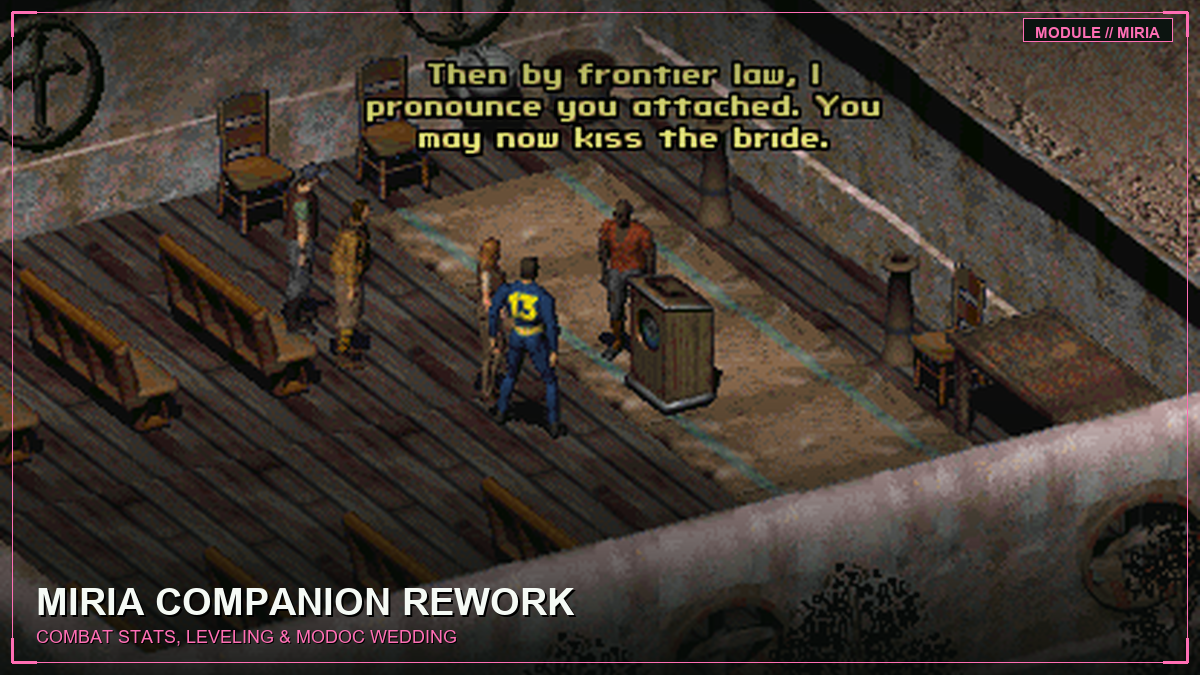 MODULE // MIRIA
Then by frontier law, I
pronounce you attached. You
may now kiss the bride.
13
MIRIA COMPANION REWORK
COMBAT STATS, LEVELING & MODOC WEDDING